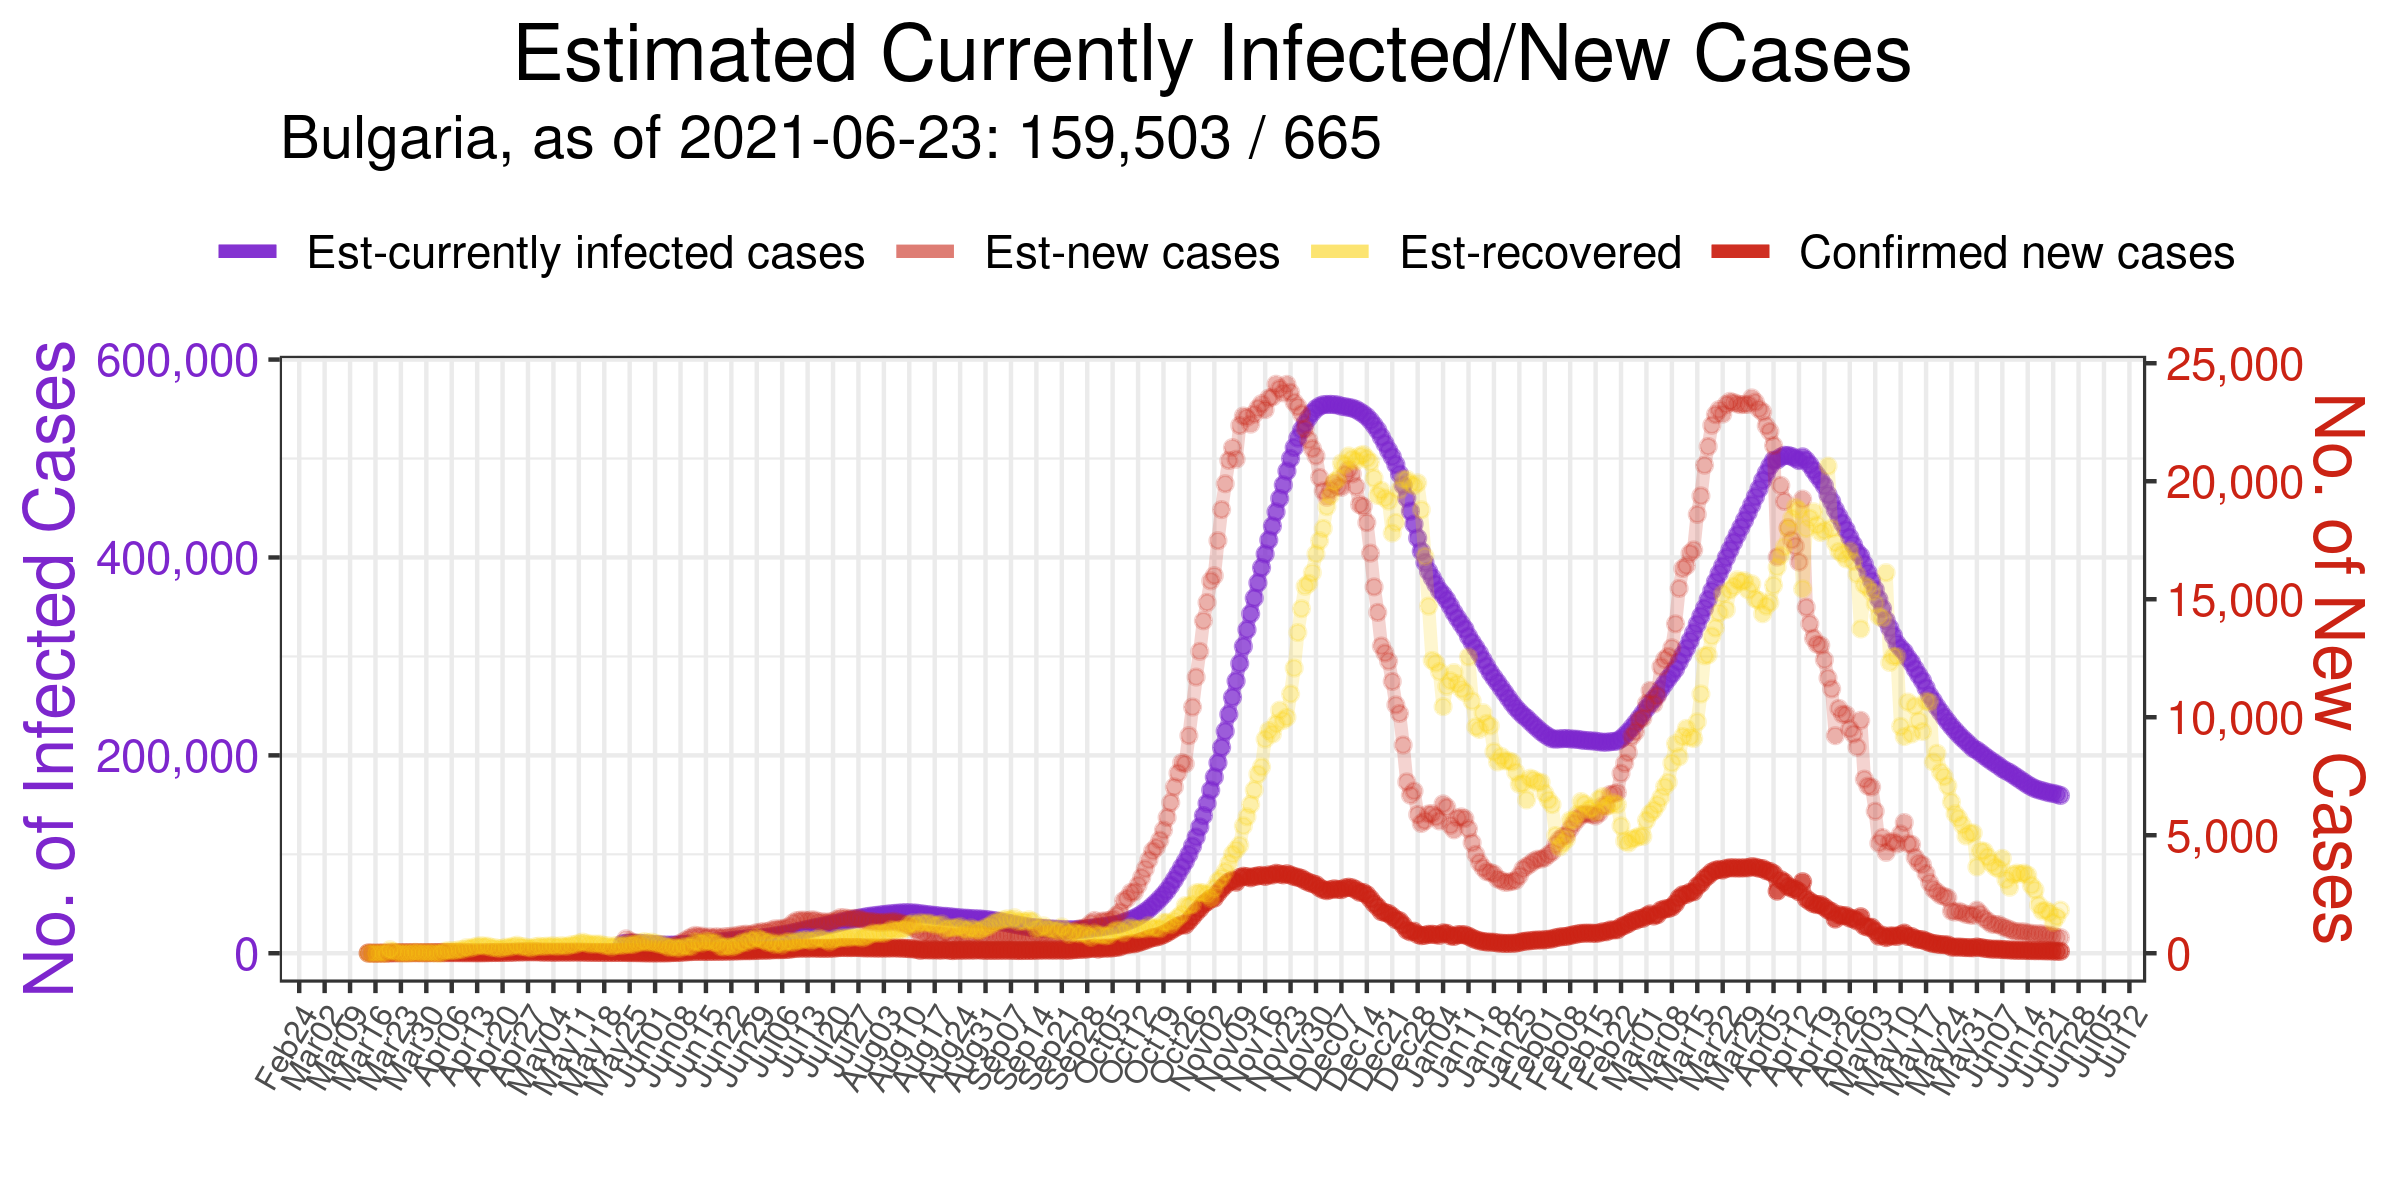 Estimated Currently Infected/New Cases
Bulgaria, as of 2021-06-23: 159,503 / 665
Est-currently infected cases Est-new cases Est-recovered Confirmed new cases
No. of Infected Cases
600,000
400,000
200,000
0
25,000
20,000
15,000
10,000
5,000
0
No. of New Cases
Feb24
Mar02
Mar09
Mar16
Mar23
Mar30
Apr06
Apr13
Apr20
Apr27
May04
May11
May18
May25
Jun01
Jun08
Jun15
Jun22
Jun29
Jul06
Jul13
Jul20
Jul27
Aug03
Aug10
Aug17
Aug24
Aug31
Sep07
Sep14
Sep21
Sep28
Oct05
Oct12
Oct19
Oct26
Nov02
Nov09
Nov16
Nov23
Nov30
Dec07
Dec14
Dec21
Dec28
Jan04
Jan11
Jan18
Jan25
Feb01
Feb08
Feb15
Feb22
Mar01
Mar08
Mar15
Mar22
Mar29
Apr05
Apr12
Apr19
Apr26
May03
May10
May17
May24
May31
Jun07
Jun14
Jun21
Jun28
Jul05
Jul12